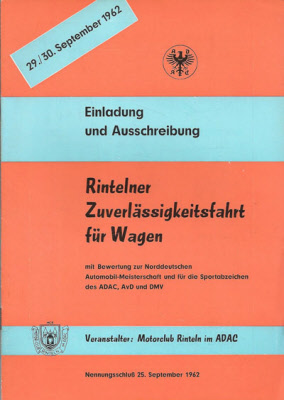 29./30. September 1962
Einladung
und Ausschreibung
Rintelner
Zuverlässigkeitsfahrt
für Wagen
mit Bewertung zur Norddeutschen
Automobil-Meisterschaft und für die Sportabzeichen
des ADAC, AvD und DMV
Veranstalter: Motorclub Rinteln im ADAC
Nennungsschluß 25. September 1962